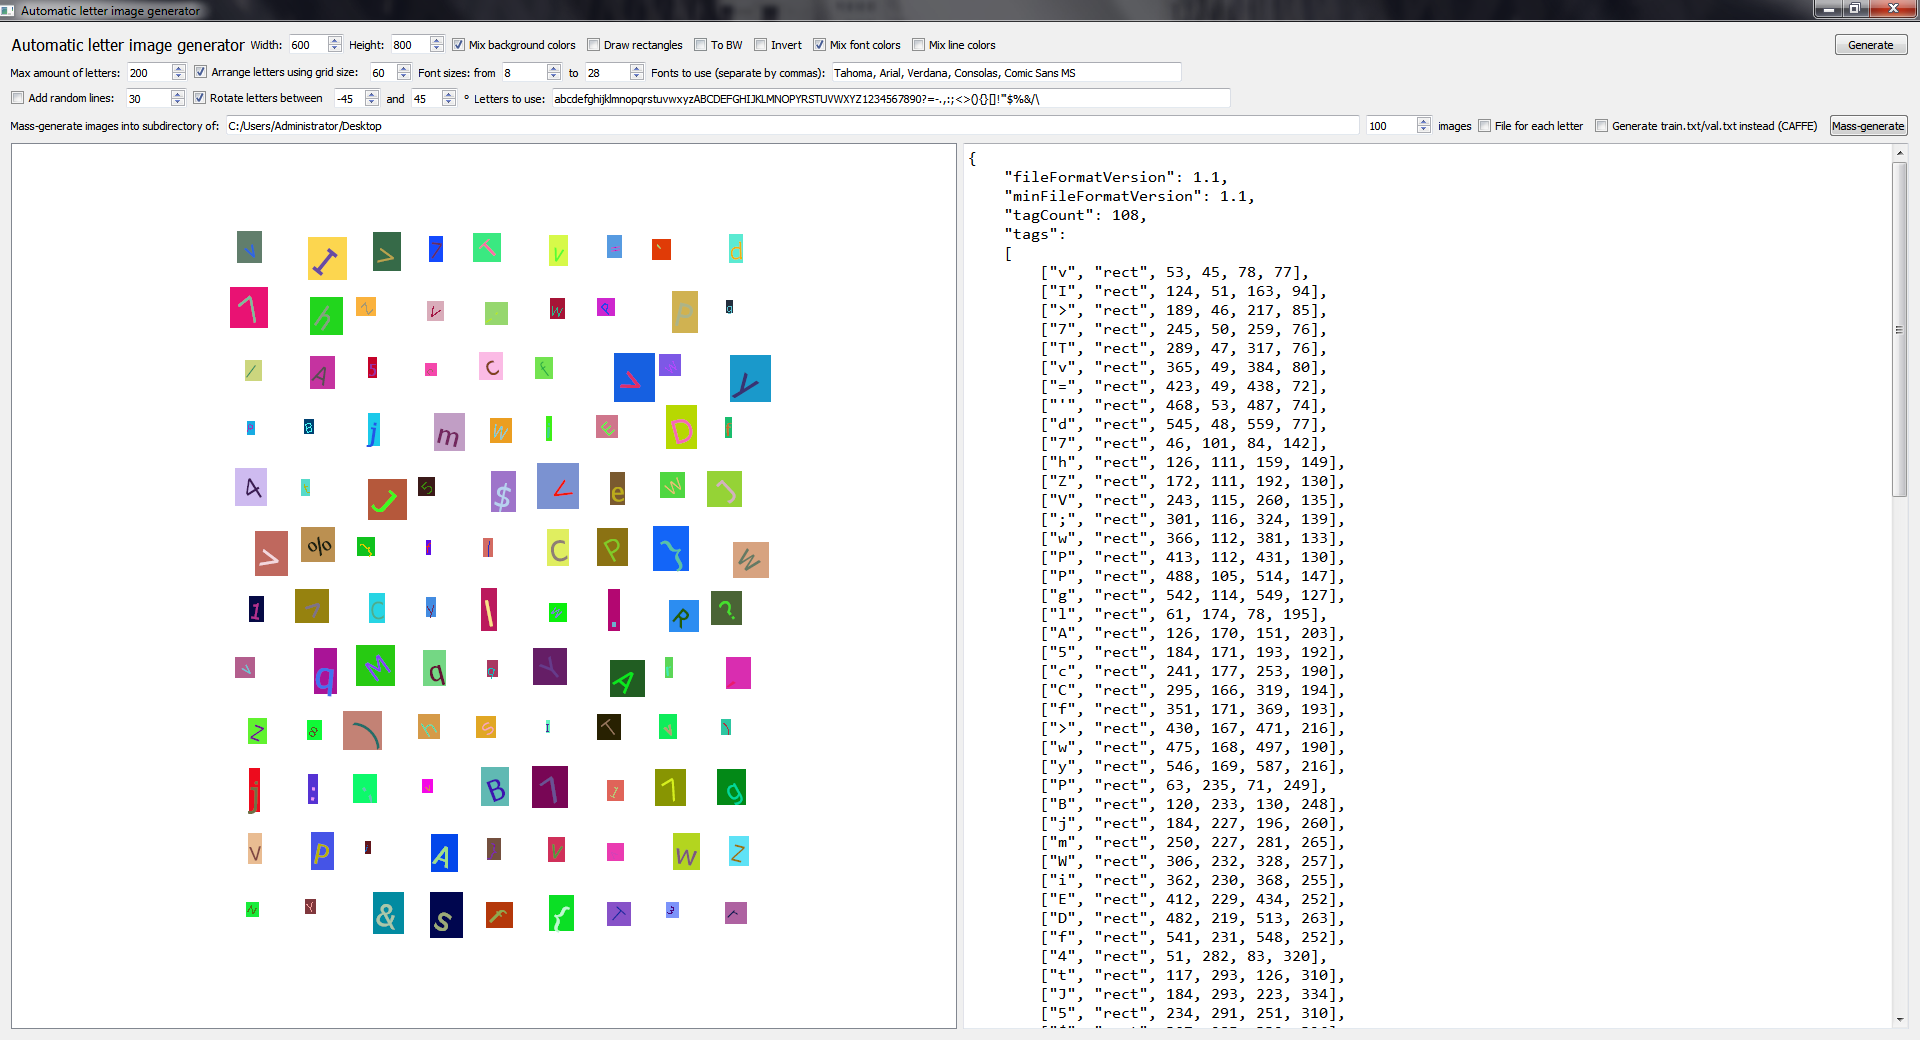 Automatic letter image generator
Automatic letter image generator Width: 600 Height: 800 Mix background colors Draw rectangles To BW Invert Mix font colors Mix line colors Generate
Max amount of letters: 200 Arrange letters using grid size: 60 Font sizes: from 8 to 28 Fonts to use (separate by commas): Tahoma, Arial, Verdana, Consolas, Comic Sans MS
Add random lines: 30 Rotate letters between -45 and 45 ° Letters to use: abcdefghijklmnopqrstuvwxyzABCDEFGHIJKLMNOPYRSTUVWXYZ1234567890?=-.,:;<>(){}[]!"$%&/\
Mass-generate images into subdirectory of: C:/Users/Administrator/Desktop 100 images File for each letter Generate train.txt/val.txt instead (CAFFE) Mass-generate
v I > 7 T v = ' d
7 h Z V ; w P P g
l A 5 c C f > w y
P B j m W i E D f
4 t J 5 $ < e W J
> % } C P } w
1 7 C y l . R ?
v q M q Y A
Z 8 ) h s I T
j : B 7 1 7 g
v P A V W Z
N Y & s f { T r
{
"fileFormatVersion": 1.1,
"minFileFormatVersion": 1.1,
"tagCount": 108,
"tags":
[
["v", "rect", 53, 45, 78, 77],
["I", "rect", 124, 51, 163, 94],
[">", "rect", 189, 46, 217, 85],
["7", "rect", 245, 50, 259, 76],
["T", "rect", 289, 47, 317, 76],
["v", "rect", 365, 49, 384, 80],
["=", "rect", 423, 49, 438, 72],
["'", "rect", 468, 53, 487, 74],
["d", "rect", 545, 48, 559, 77],
["7", "rect", 46, 101, 84, 142],
["h", "rect", 126, 111, 159, 149],
["Z", "rect", 172, 111, 192, 130],
["V", "rect", 243, 115, 260, 135],
[";", "rect", 301, 116, 324, 139],
["w", "rect", 366, 112, 381, 133],
["P", "rect", 413, 112, 431, 130],
["P", "rect", 488, 105, 514, 147],
["g", "rect", 542, 114, 549, 127],
["l", "rect", 61, 174, 78, 195],
["A", "rect", 126, 170, 151, 203],
["5", "rect", 184, 171, 193, 192],
["c", "rect", 241, 177, 253, 190],
["C", "rect", 295, 166, 319, 194],
["f", "rect", 351, 171, 369, 193],
[">", "rect", 430, 167, 471, 216],
["w", "rect", 475, 168, 497, 190],
["y", "rect", 546, 169, 587, 216],
["P", "rect", 63, 235, 71, 249],
["B", "rect", 120, 233, 130, 248],
["j", "rect", 184, 227, 196, 260],
["m", "rect", 250, 227, 281, 265],
["W", "rect", 306, 232, 328, 257],
["i", "rect", 362, 230, 368, 255],
["E", "rect", 412, 229, 434, 252],
["D", "rect", 482, 219, 513, 263],
["f", "rect", 541, 231, 548, 252],
["4", "rect", 51, 282, 83, 320],
["t", "rect", 117, 293, 126, 310],
["J", "rect", 184, 293, 223, 334],
["5", "rect", 234, 291, 251, 310],